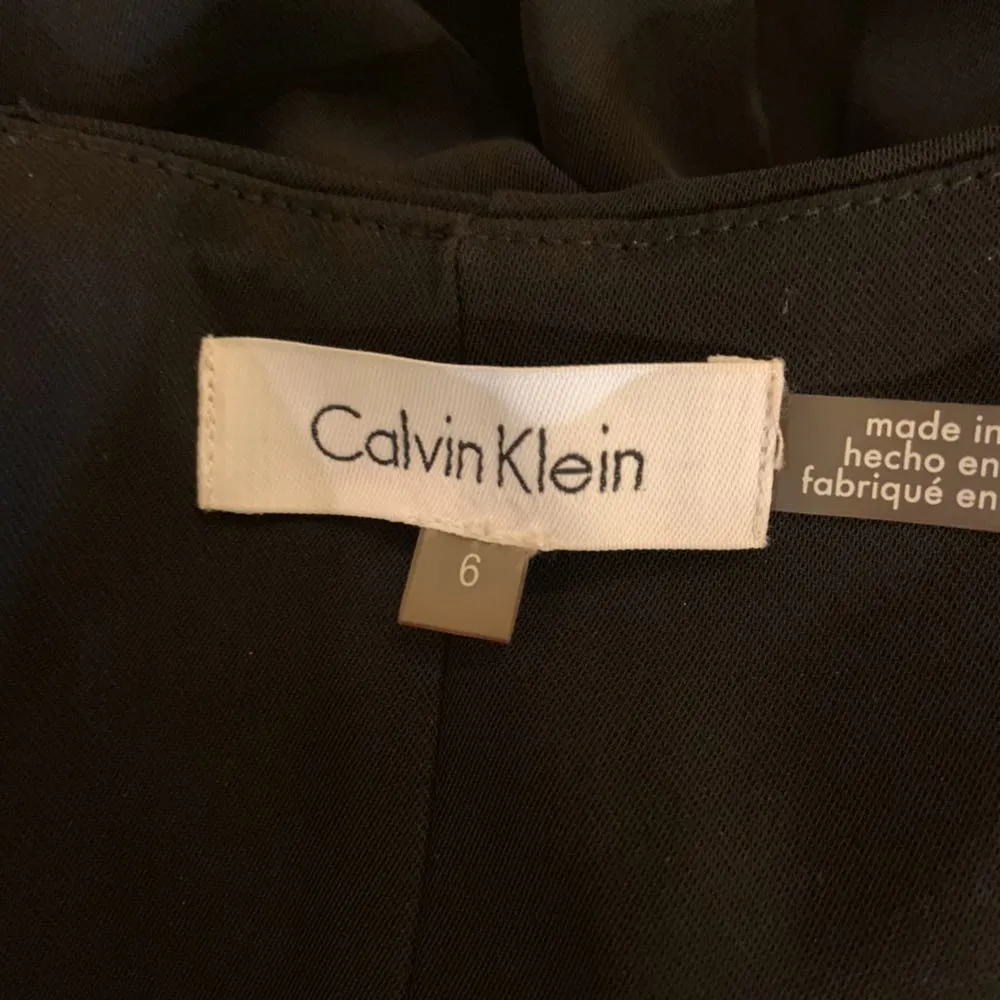 Calvin Klein
6
made in
hecho en
fabriqué en